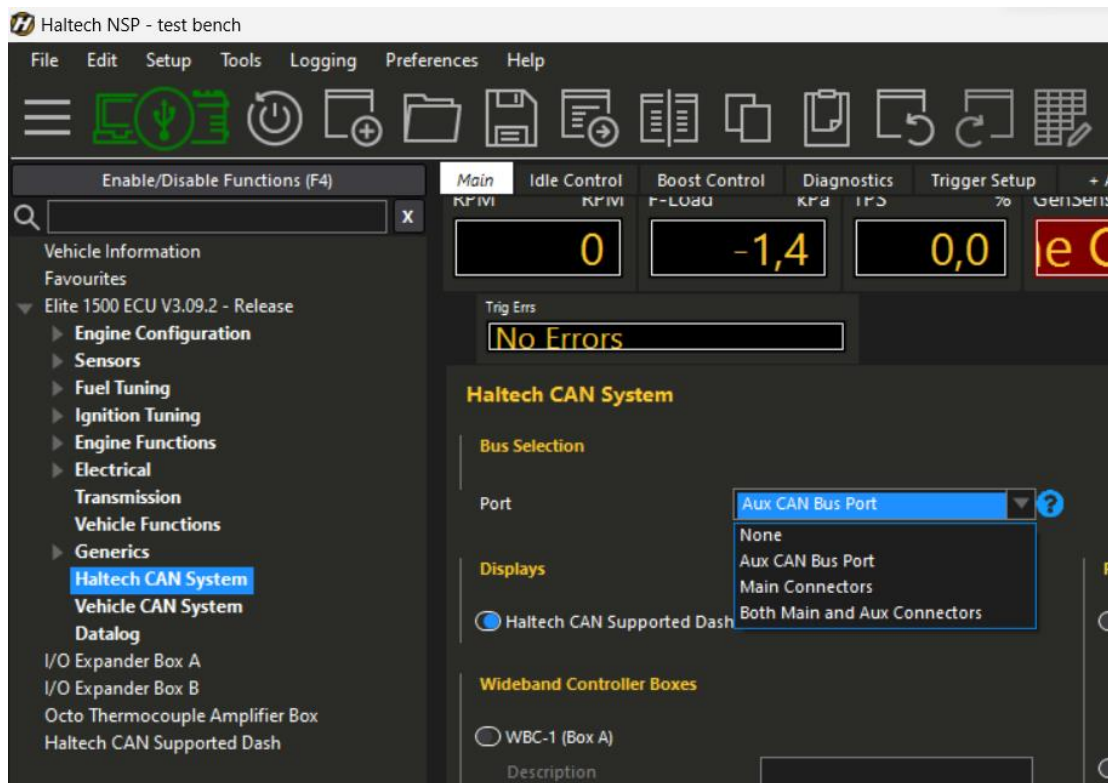 Haltech NSP - test bench
File Edit Setup Tools Logging Preferences Help
Enable/Disable Functions (F4)
Main Idle Control Boost Control Diagnostics Trigger Setup +
X
RPM RPM F-Load kPa TPS %
0 -1,4 0,0
Vehicle Information
Favourites
Elite 1500 ECU V3.09.2 - Release
Engine Configuration
Sensors
Fuel Tuning
Ignition Tuning
Engine Functions
Electrical
Transmission
Vehicle Functions
Generics
Haltech CAN System
Vehicle CAN System
Datalog
I/O Expander Box A
I/O Expander Box B
Octo Thermocouple Amplifier Box
Haltech CAN Supported Dash
Trig Errs
No Errors
Haltech CAN System
Bus Selection
Port Aux CAN Bus Port ?
None
Aux CAN Bus Port
Main Connectors
Both Main and Aux Connectors
Displays
Haltech CAN Supported Dash
Wideband Controller Boxes
WBC-1 (Box A)
Description